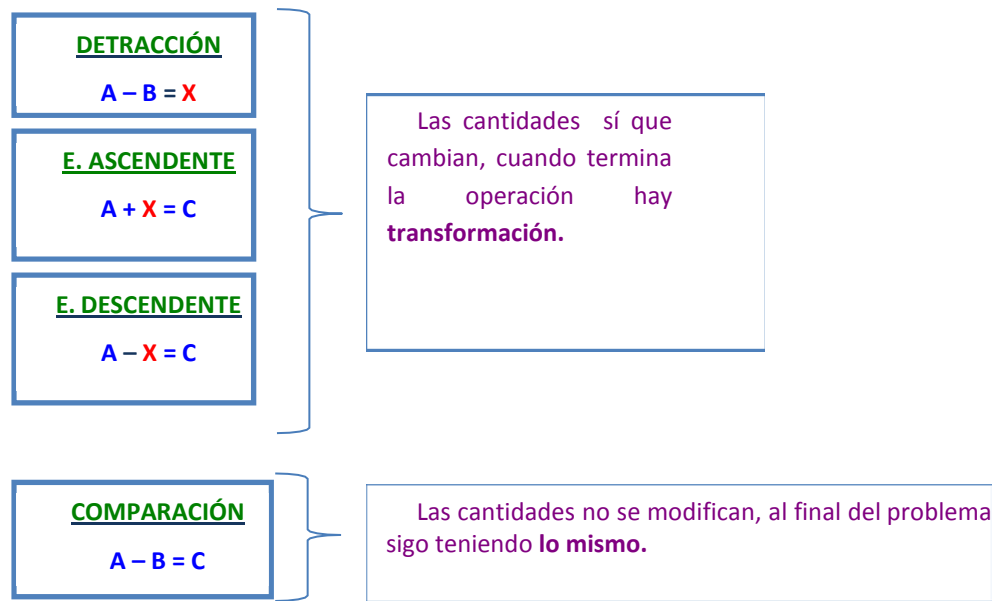 DETRACCIÓN
A – B = X
E. ASCENDENTE
A + X = C
E. DESCENDENTE
A – X = C
Las cantidades sí que
cambian, cuando termina
la operación hay
transformación.
COMPARACIÓN
A – B = C
Las cantidades no se modifican, al final del problema
sigo teniendo lo mismo.